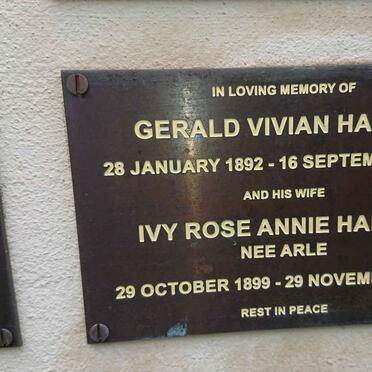 IN LOVING MEMORY OF
GERALD VIVIAN HA
28 JANUARY 1892 - 16 SEPTEM
AND HIS WIFE
IVY ROSE ANNIE HA
NEE ARLE
29 OCTOBER 1899 - 29 NOVEM
REST IN PEACE